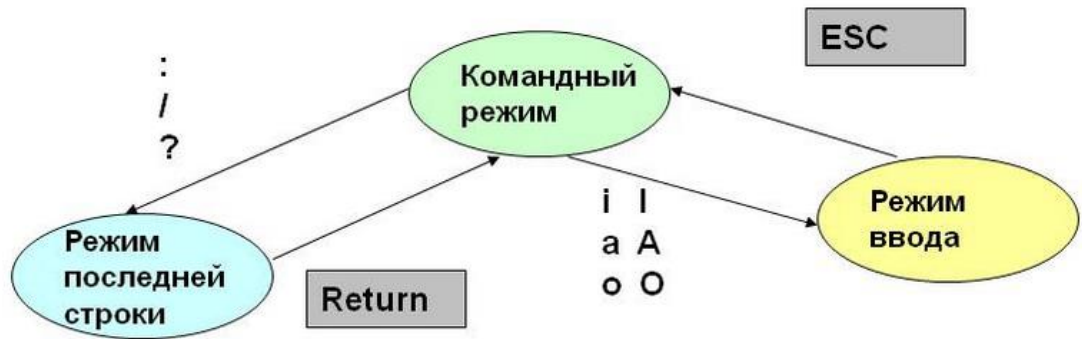 ESC
:
/
?
Командный
режим
i I
a A
o O
Режим
ввода
Режим
последней
строки
Return